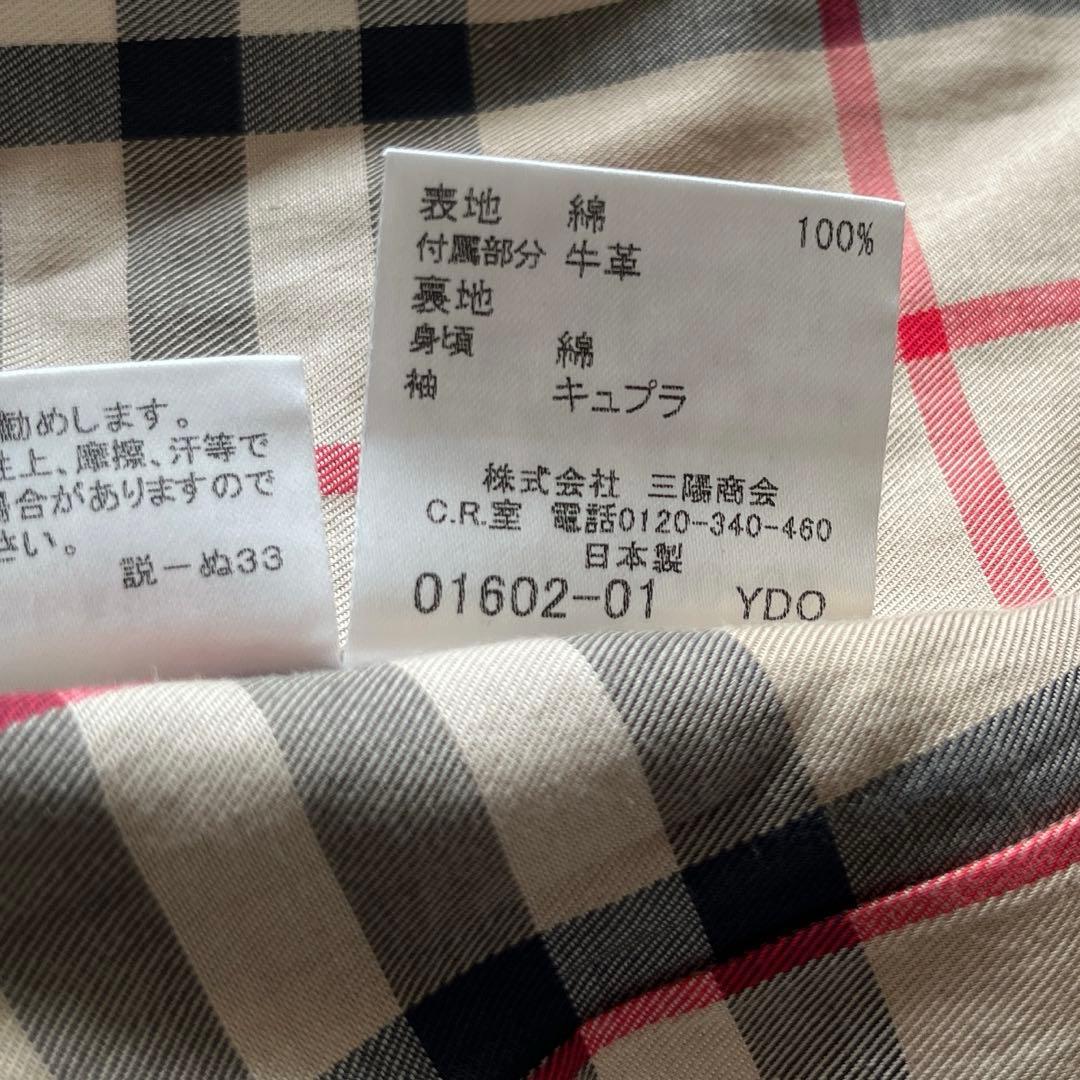 表地 綿 100%
付属部分 牛革
裏地
身頃 綿
袖 キュプラ
株式会社 三陽商会
C.R.室 電話0120-340-460
日本製
01602-01 YDO
勧めします。
性上、摩擦、汗等で
場合がありますので
さい。
説-ぬ33